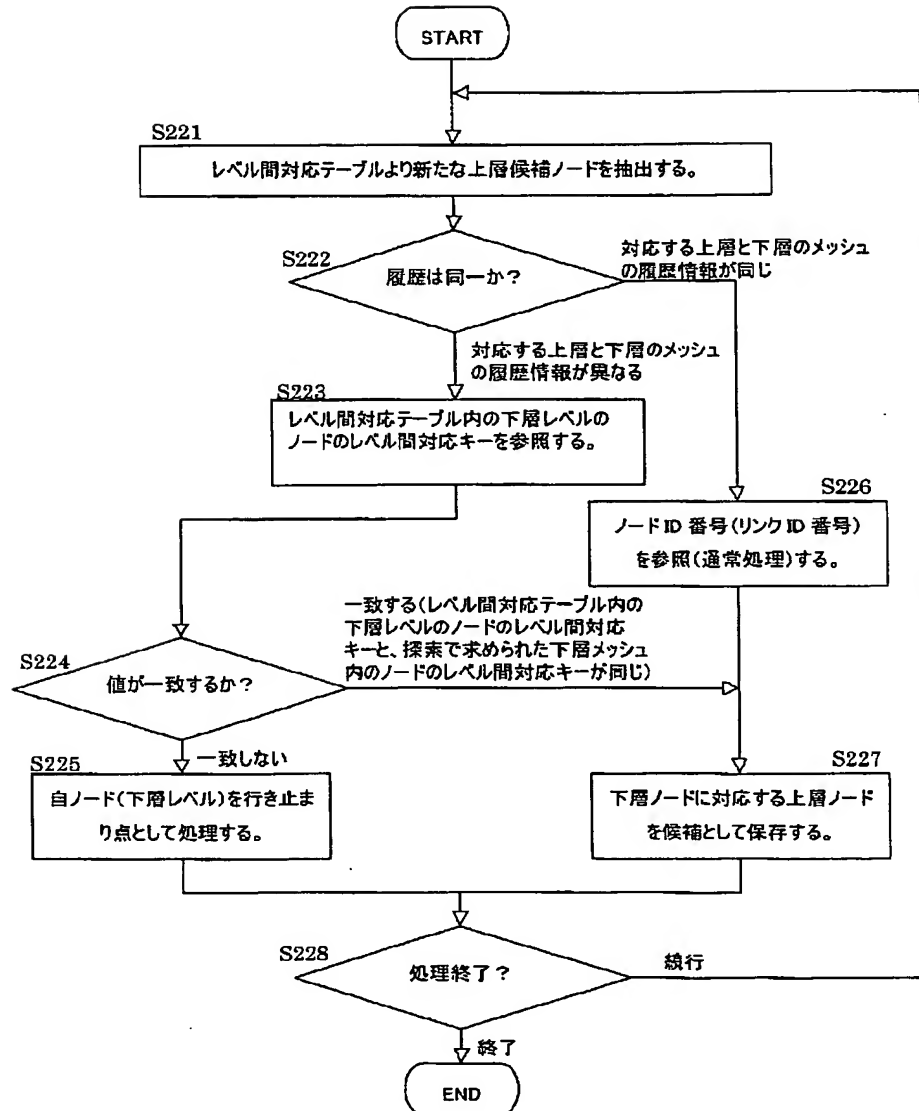 START
S221
レベル間対応テーブルより新たな上層候補ノードを抽出する。
S222
履歴は同一か？
対応する上層と下層のメッシュ
の履歴情報が同じ
対応する上層と下層のメッシュ
の履歴情報が異なる
S223
レベル間対応テーブル内の下層レベルの
ノードのレベル間対応キーを参照する。
S226
ノードID 番号(リンクID 番号)
を参照(通常処理)する。
一致する(レベル間対応テーブル内の
下層レベルのノードのレベル間対応
キーと、探索で求められた下層メッシュ
内のノードのレベル間対応キーが同じ)
S224
値が一致するか？
一致しない
S225
自ノード(下層レベル)を行き止ま
り点として処理する。
S227
下層ノードに対応する上層ノード
を候補として保存する。
S228
処理終了？
続行
終了
END